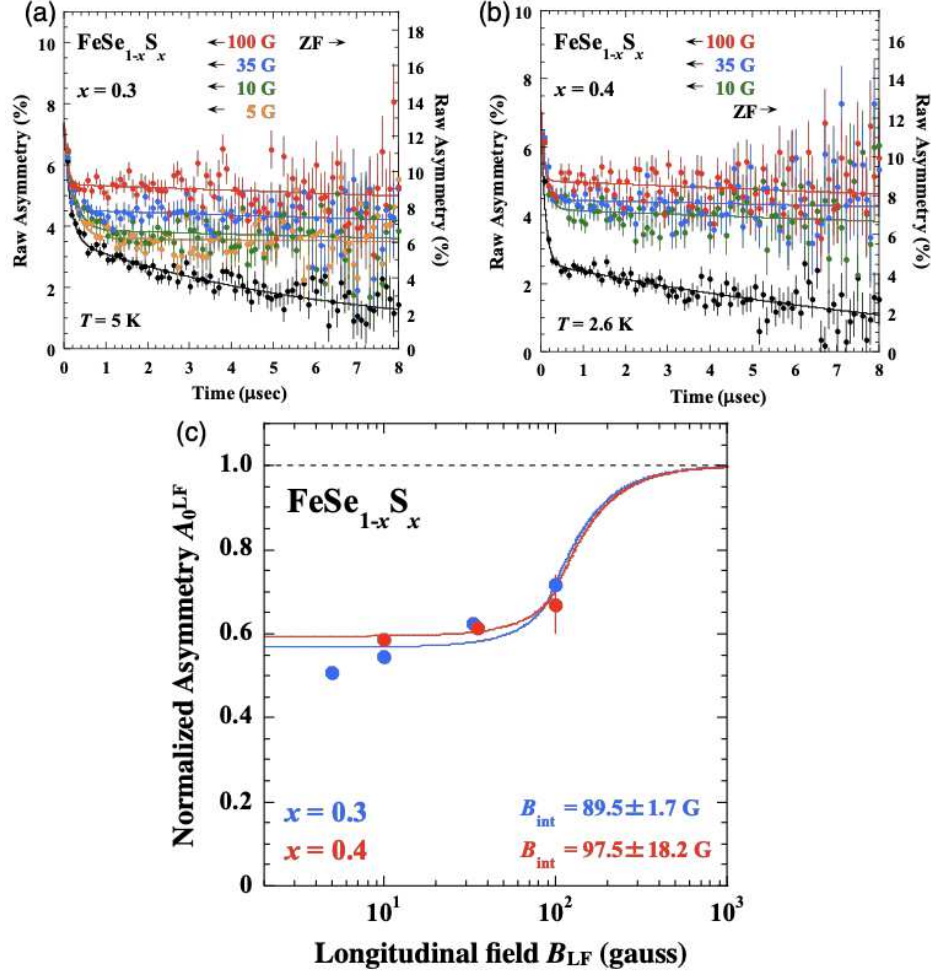 (a)
FeSe1-xSx
x = 0.3
← 100 G ZF →
← 35 G
← 10 G
← 5 G
T = 5 K
Raw Asymmetry (%)
10
8
6
4
2
0
Raw Asymmetry (%)
18
16
14
12
10
8
6
4
2
0
0 1 2 3 4 5 6 7 8
Time (μsec)
(b)
FeSe1-xSx
x = 0.4
← 100 G
← 35 G
← 10 G
ZF →
T = 2.6 K
Raw Asymmetry (%)
10
8
6
4
2
0
Raw Asymmetry (%)
16
14
12
10
8
6
4
2
0
0 1 2 3 4 5 6 7 8
Time (μsec)
(c)
FeSe1-xSx
Normalized Asymmetry A0LF
1.0
0.8
0.6
0.4
0.2
0
x = 0.3 Bint = 89.5±1.7 G
x = 0.4 Bint = 97.5±18.2 G
10¹ 10² 10³
Longitudinal field BLF (gauss)